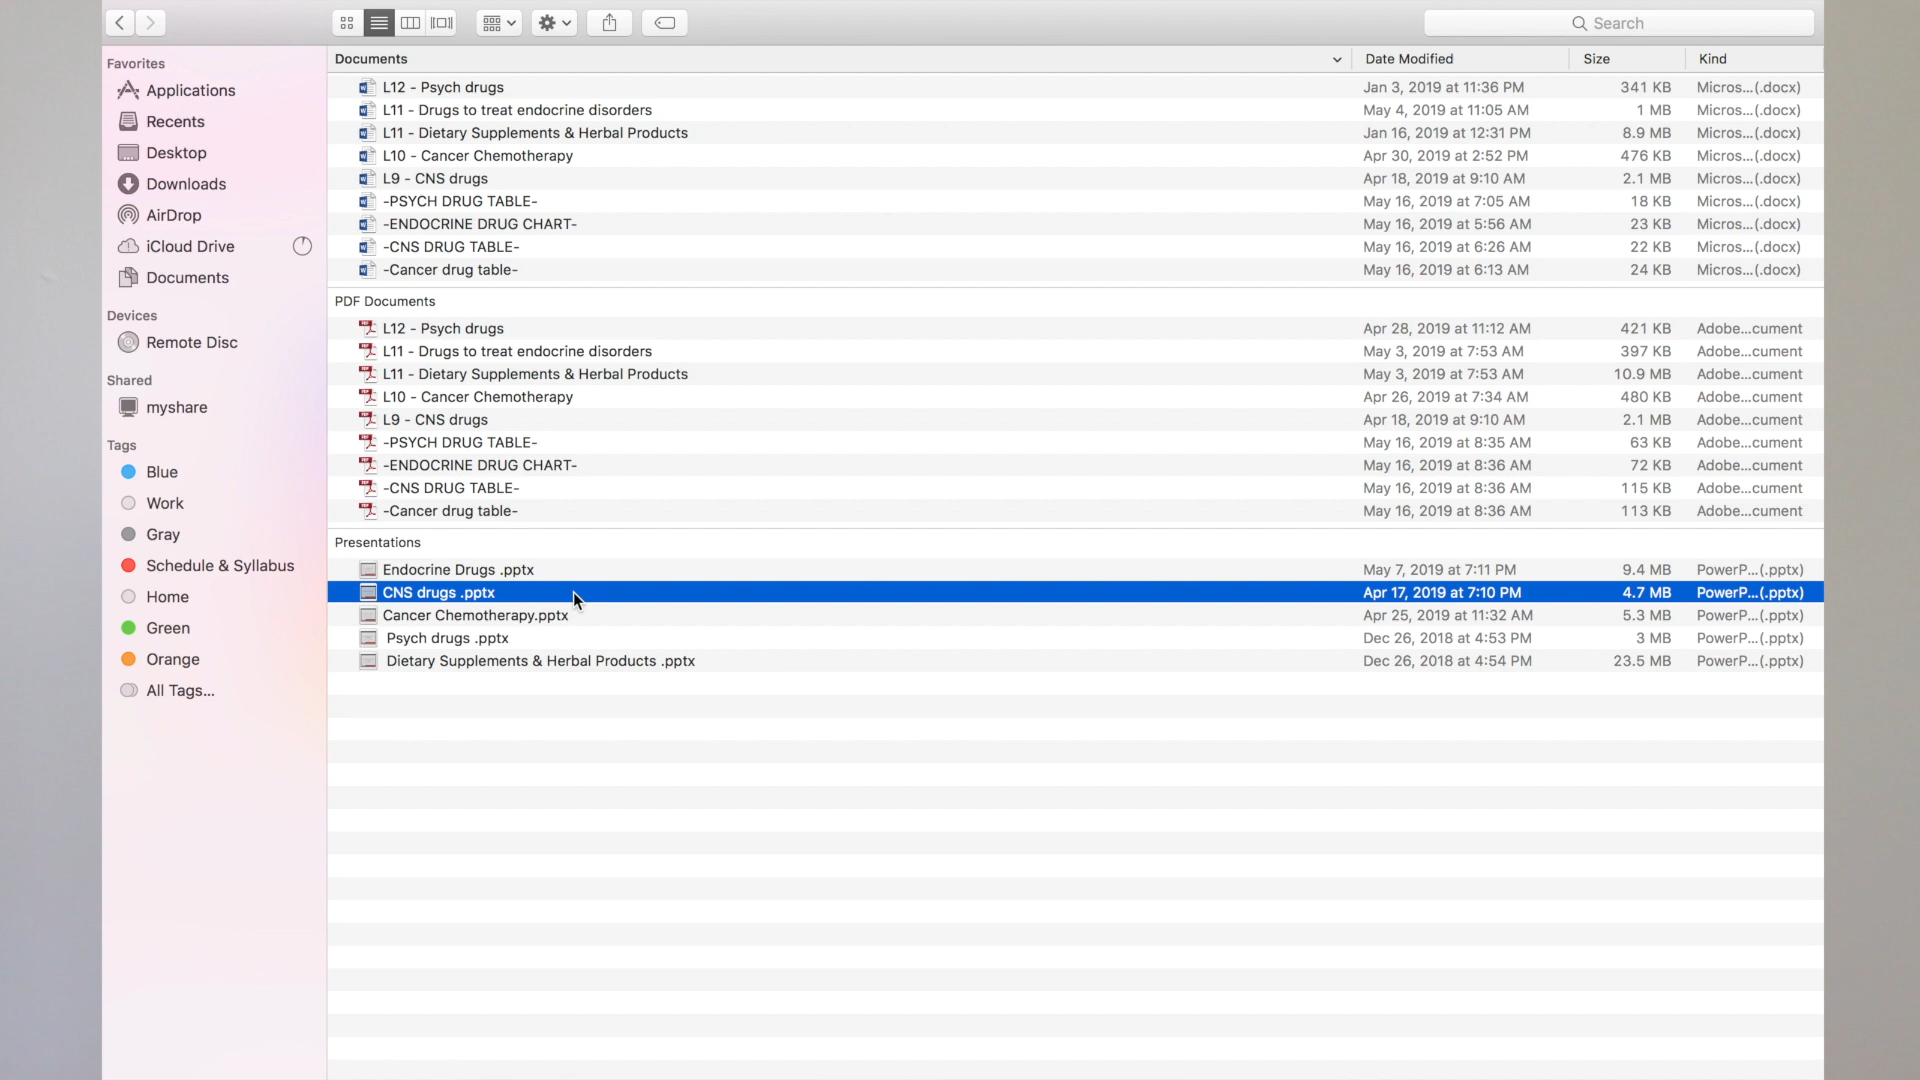 Search
Favorites
Applications
Recents
Desktop
Downloads
AirDrop
iCloud Drive
Documents
Devices
Remote Disc
Shared
myshare
Tags
Blue
Work
Gray
Schedule & Syllabus
Home
Green
Orange
All Tags...
Documents Date Modified Size Kind
L12 - Psych drugs Jan 3, 2019 at 11:36 PM 341 KB Micros...(.docx)
L11 - Drugs to treat endocrine disorders May 4, 2019 at 11:05 AM 1 MB Micros...(.docx)
L11 - Dietary Supplements & Herbal Products Jan 16, 2019 at 12:31 PM 8.9 MB Micros...(.docx)
L10 - Cancer Chemotherapy Apr 30, 2019 at 2:52 PM 476 KB Micros...(.docx)
L9 - CNS drugs Apr 18, 2019 at 9:10 AM 2.1 MB Micros...(.docx)
-PSYCH DRUG TABLE- May 16, 2019 at 7:05 AM 18 KB Micros...(.docx)
-ENDOCRINE DRUG CHART- May 16, 2019 at 5:56 AM 23 KB Micros...(.docx)
-CNS DRUG TABLE- May 16, 2019 at 6:26 AM 22 KB Micros...(.docx)
-Cancer drug table- May 16, 2019 at 6:13 AM 24 KB Micros...(.docx)
PDF Documents
L12 - Psych drugs Apr 28, 2019 at 11:12 AM 421 KB Adobe...cument
L11 - Drugs to treat endocrine disorders May 3, 2019 at 7:53 AM 397 KB Adobe...cument
L11 - Dietary Supplements & Herbal Products May 3, 2019 at 7:53 AM 10.9 MB Adobe...cument
L10 - Cancer Chemotherapy Apr 26, 2019 at 7:34 AM 480 KB Adobe...cument
L9 - CNS drugs Apr 18, 2019 at 9:10 AM 2.1 MB Adobe...cument
-PSYCH DRUG TABLE- May 16, 2019 at 8:35 AM 63 KB Adobe...cument
-ENDOCRINE DRUG CHART- May 16, 2019 at 8:36 AM 72 KB Adobe...cument
-CNS DRUG TABLE- May 16, 2019 at 8:36 AM 115 KB Adobe...cument
-Cancer drug table- May 16, 2019 at 8:36 AM 113 KB Adobe...cument
Presentations
Endocrine Drugs .pptx May 7, 2019 at 7:11 PM 9.4 MB PowerP...(.pptx)
CNS drugs .pptx Apr 17, 2019 at 7:10 PM 4.7 MB PowerP...(.pptx)
Cancer Chemotherapy.pptx Apr 25, 2019 at 11:32 AM 5.3 MB PowerP...(.pptx)
Psych drugs .pptx Dec 26, 2018 at 4:53 PM 3 MB PowerP...(.pptx)
Dietary Supplements & Herbal Products .pptx Dec 26, 2018 at 4:54 PM 23.5 MB PowerP...(.pptx)